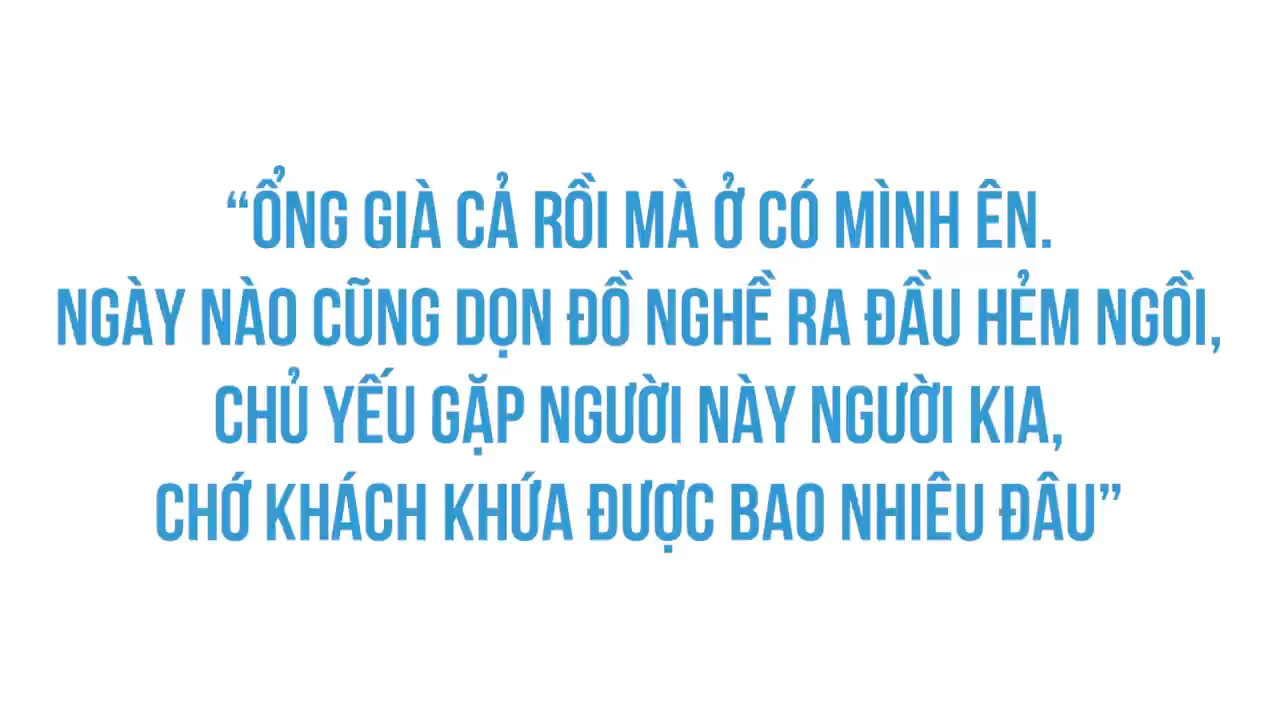 “ỔNG GIÀ CẢ RỒI MÀ Ở CÓ MÌNH ÊN.
NGÀY NÀO CŨNG DỌN ĐỒ NGHỀ RA ĐẦU HẺM NGỒI,
CHỦ YẾU GẶP NGƯỜI NÀY NGƯỜI KIA,
CHỚ KHÁCH KHỨA ĐƯỢC BAO NHIÊU ĐÂU”